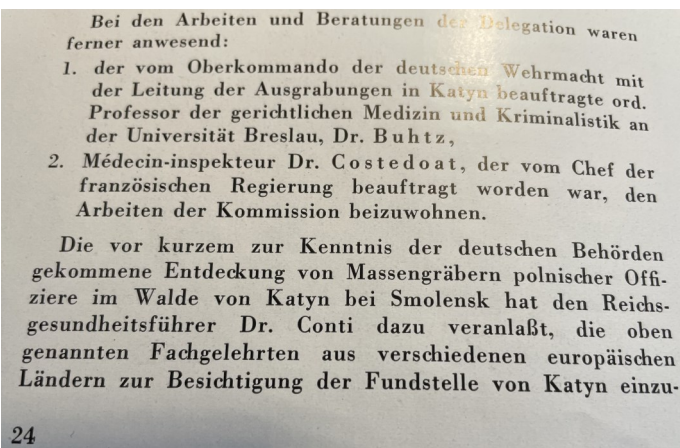 Bei den Arbeiten und Beratungen der Delegation waren
ferner anwesend:
1. der vom Oberkommando der deutschen Wehrmacht mit
der Leitung der Ausgrabungen in Katyn beauftragte ord.
Professor der gerichtlichen Medizin und Kriminalistik an
der Universität Breslau, Dr. Buhtz,
2. Médecin-inspekteur Dr. Costedoat, der vom Chef der
französischen Regierung beauftragt worden war, den
Arbeiten der Kommission beizuwohnen.
Die vor kurzem zur Kenntnis der deutschen Behörden
gekommene Entdeckung von Massengräbern polnischer Offi-
ziere im Walde von Katyn bei Smolensk hat den Reichs-
gesundheitsführer Dr. Conti dazu veranlaßt, die oben
genannten Fachgelehrten aus verschiedenen europäischen
Ländern zur Besichtigung der Fundstelle von Katyn einzu-
24